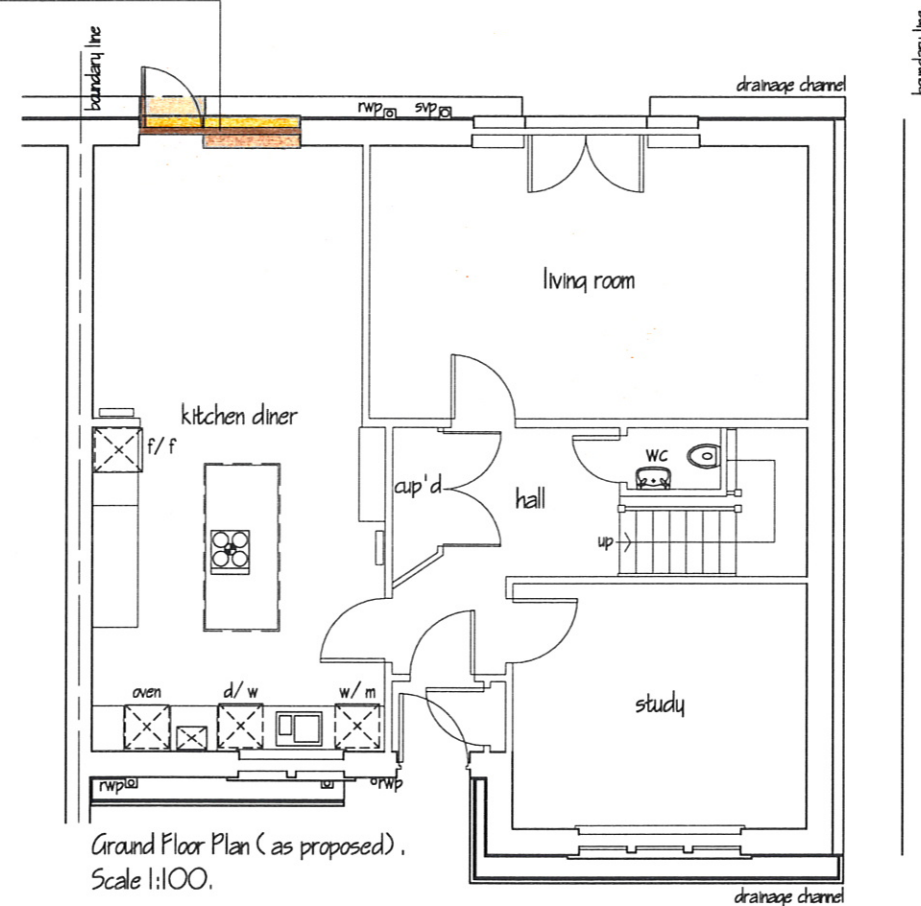 boundary line
boundary line
drainage channel
rwp
svp
living room
kitchen diner
f/f
cup'd
wc
hall
up
oven
d/w
w/m
study
rwp
rwp
Ground Floor Plan (as proposed).
Scale 1:100.
drainage channel